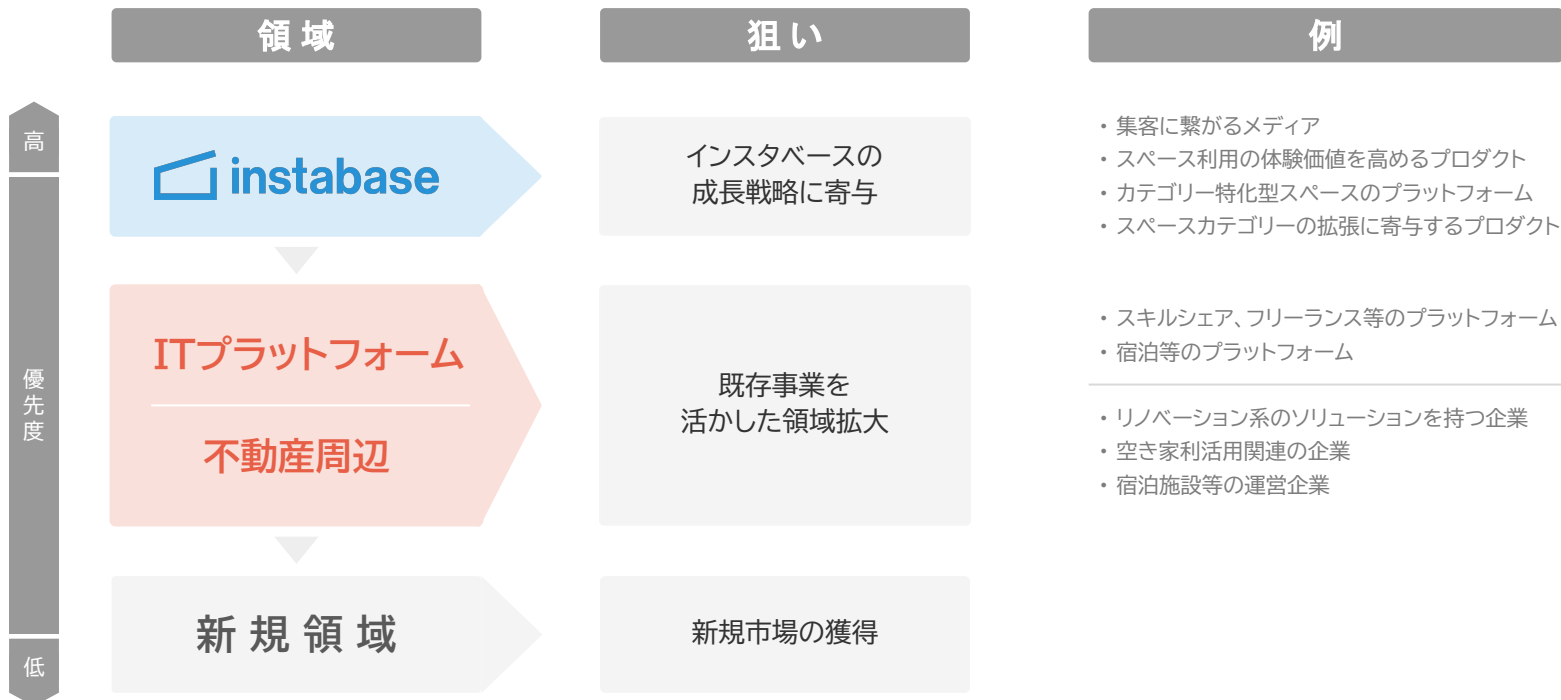 領域
狙い
例
高
優先度
低
instabase
インスタベースの
成長戦略に寄与
・集客に繋がるメディア
・スペース利用の体験価値を高めるプロダクト
・カテゴリー特化型スペースのプラットフォーム
・スペースカテゴリーの拡張に寄与するプロダクト
ITプラットフォーム
不動産周辺
既存事業を
活かした領域拡大
・スキルシェア、フリーランス等のプラットフォーム
・宿泊等のプラットフォーム
・リノベーション系のソリューションを持つ企業
・空き家利活用関連の企業
・宿泊施設等の運営企業
新規領域
新規市場の獲得